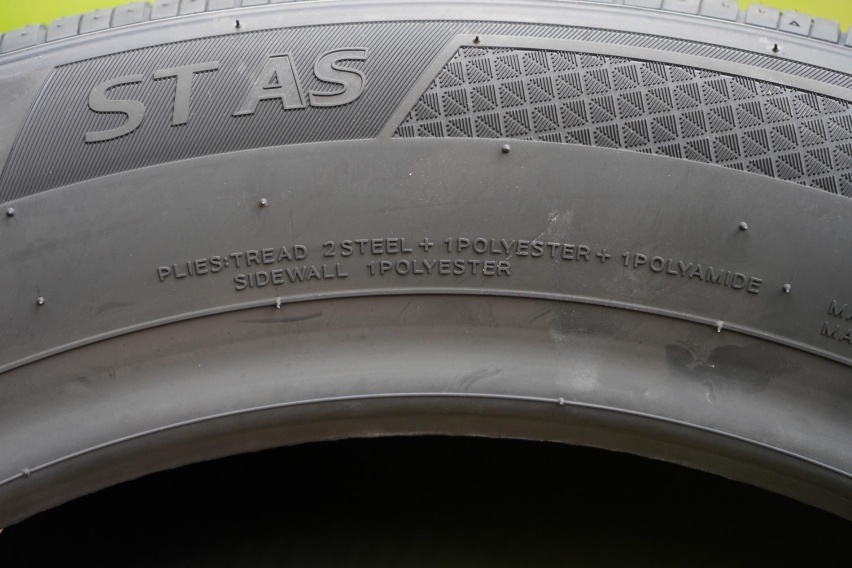 ST AS
PLIES:TREAD 2STEEL + 1POLYESTER + 1POLYAMIDE
SIDEWALL 1POLYESTER